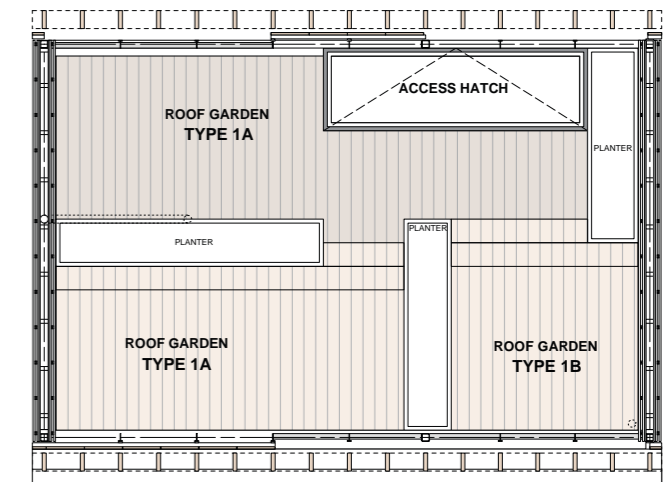 ACCESS HATCH
ROOF GARDEN
TYPE 1A
PLANTER
PLANTER
PLANTER
ROOF GARDEN
TYPE 1A
ROOF GARDEN
TYPE 1B